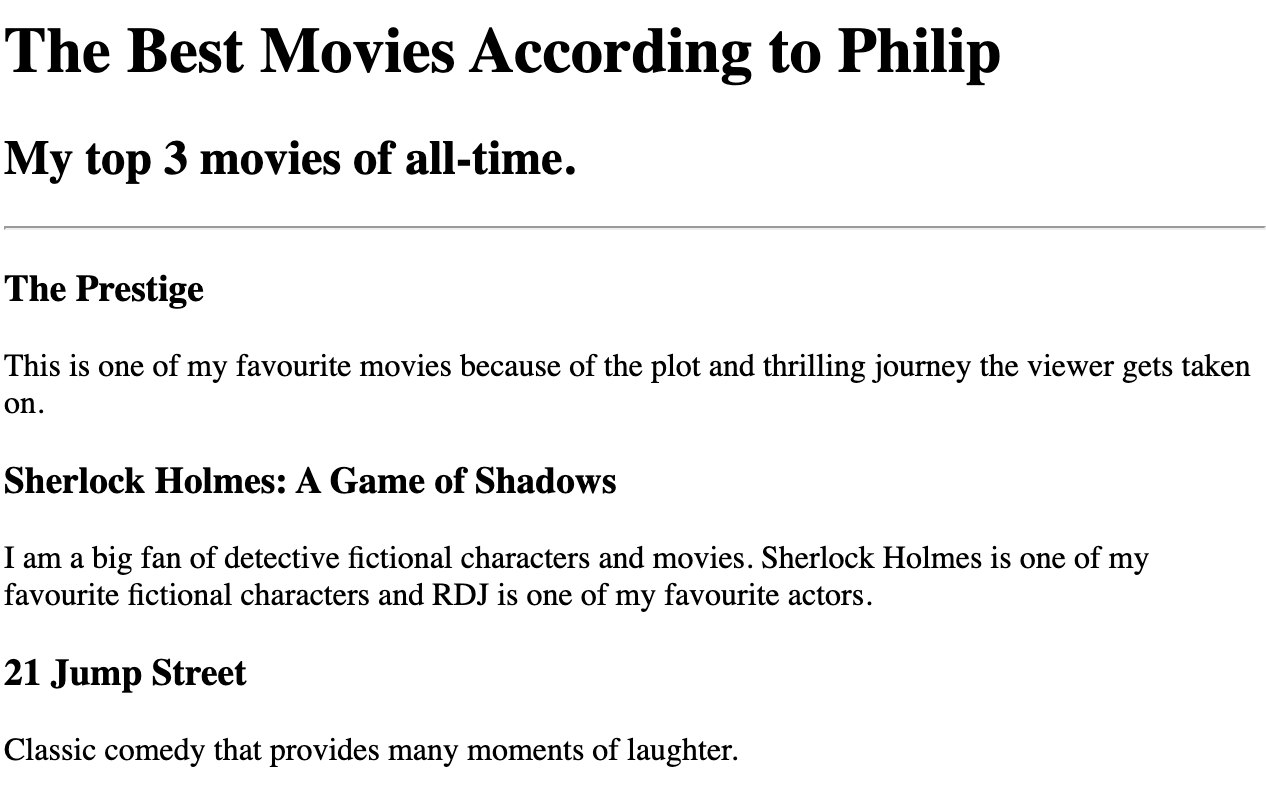 The Best Movies According to Philip
My top 3 movies of all-time.
The Prestige
This is one of my favourite movies because of the plot and thrilling journey the viewer gets taken
on.
Sherlock Holmes: A Game of Shadows
I am a big fan of detective fictional characters and movies. Sherlock Holmes is one of my
favourite fictional characters and RDJ is one of my favourite actors.
21 Jump Street
Classic comedy that provides many moments of laughter.